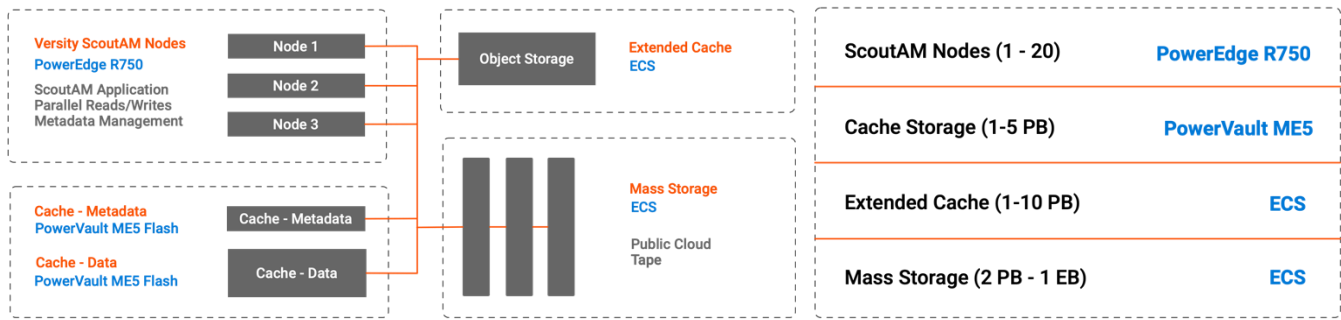 Versity ScoutAM Nodes
PowerEdge R750
ScoutAM Application
Parallel Reads/Writes
Metadata Management
Node 1
Node 2
Node 3
Cache - Metadata
PowerVault ME5 Flash
Cache - Data
PowerVault ME5 Flash
Cache - Metadata
Cache - Data
Object Storage
Extended Cache
ECS
Mass Storage
ECS
Public Cloud
Tape
ScoutAM Nodes (1 - 20) PowerEdge R750
Cache Storage (1-5 PB) PowerVault ME5
Extended Cache (1-10 PB) ECS
Mass Storage (2 PB - 1 EB) ECS